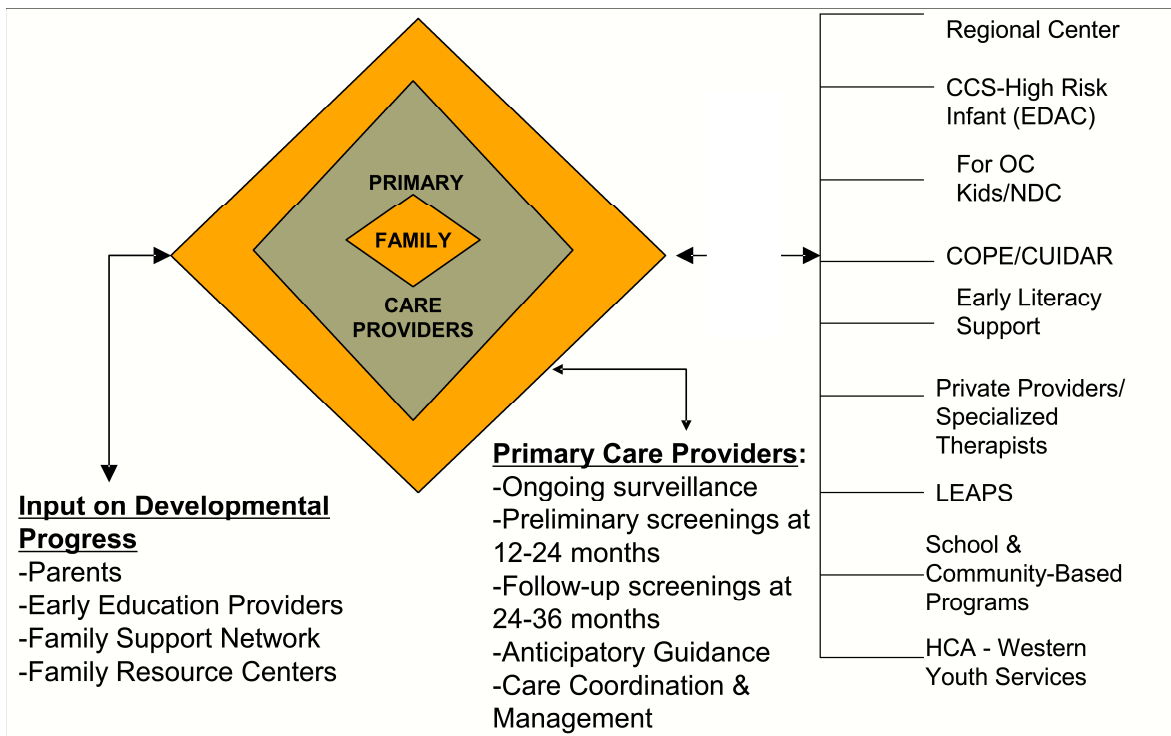 PRIMARY
FAMILY
CARE
PROVIDERS
Input on Developmental
Progress
-Parents
-Early Education Providers
-Family Support Network
-Family Resource Centers
Primary Care Providers:
-Ongoing surveillance
-Preliminary screenings at
12-24 months
-Follow-up screenings at
24-36 months
-Anticipatory Guidance
-Care Coordination &
Management
Regional Center
CCS-High Risk
Infant (EDAC)
For OC
Kids/NDC
COPE/CUIDAR
Early Literacy
Support
Private Providers/
Specialized
Therapists
LEAPS
School &
Community-Based
Programs
HCA - Western
Youth Services